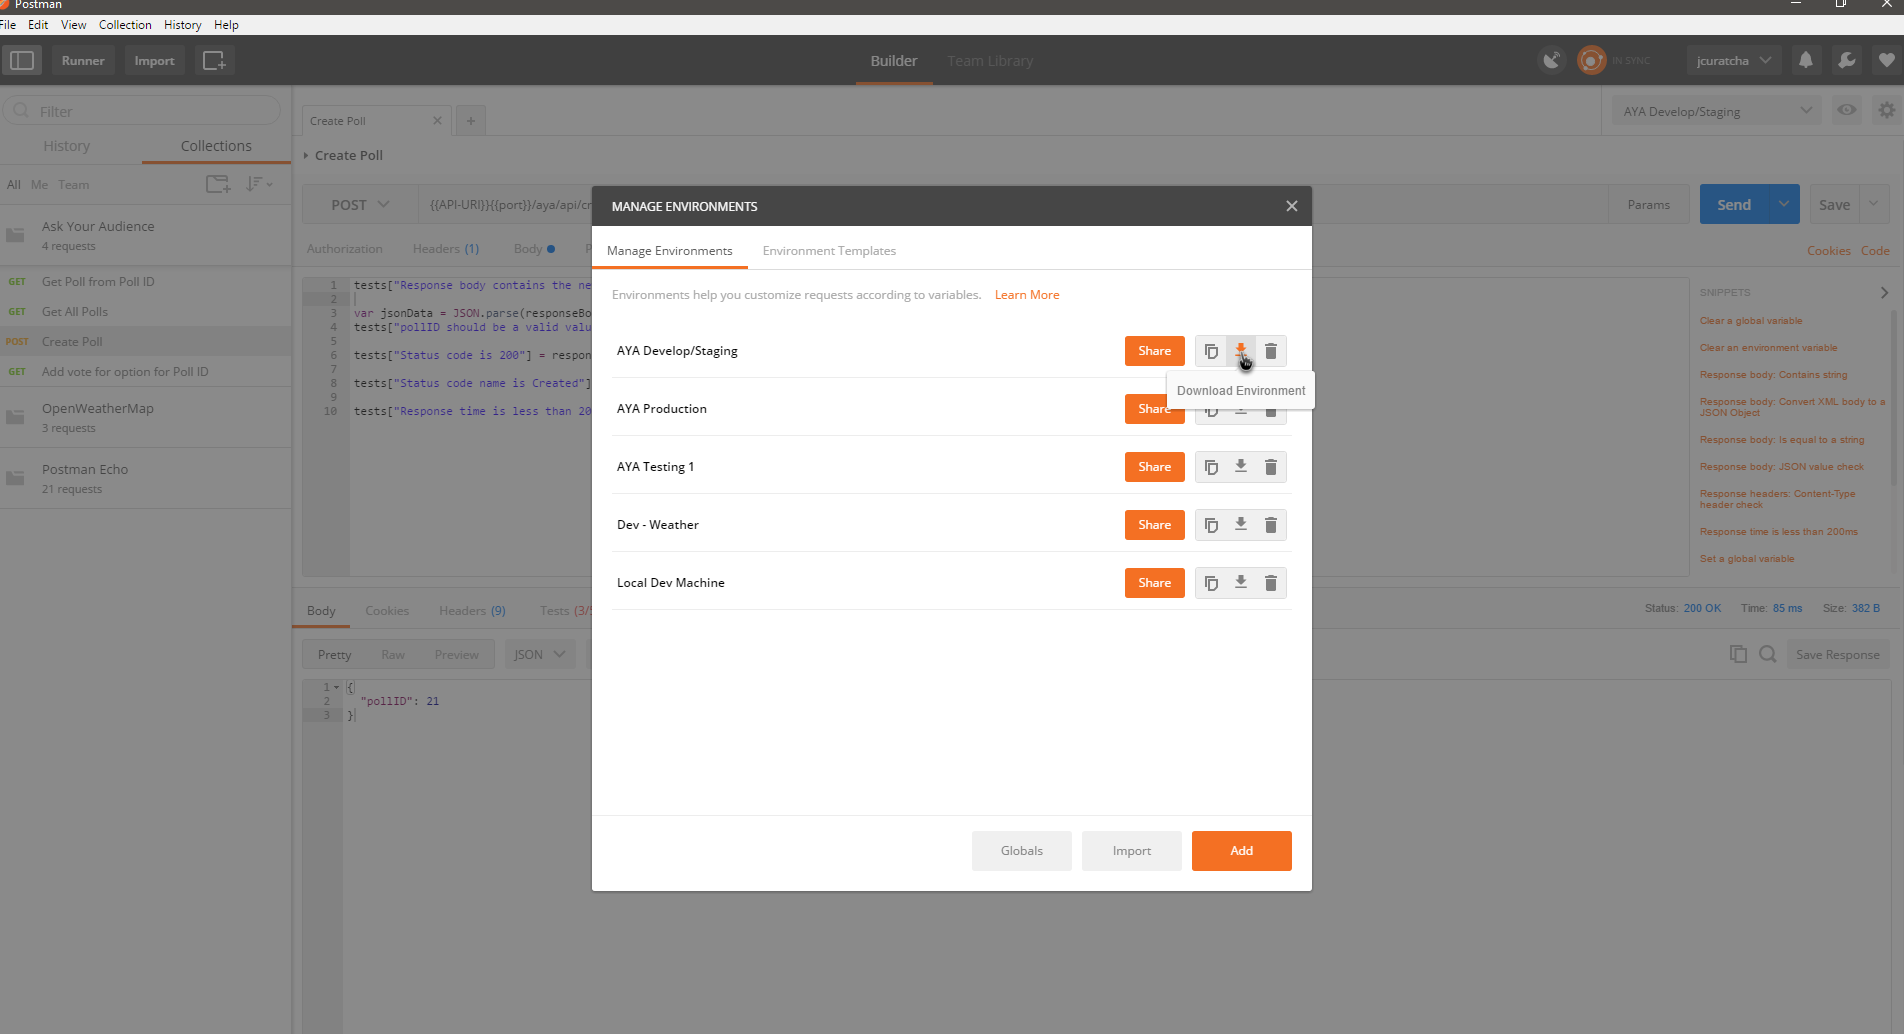 Postman
File Edit View Collection History Help
Runner Import Builder Team Library IN SYNC jcuratcha
Filter
History Collections
All Me Team
Ask Your Audience
4 requests
GET Get Poll from Poll ID
GET Get All Polls
POST Create Poll
GET Add vote for option for Poll ID
OpenWeatherMap
3 requests
Postman Echo
21 requests
Create Poll
AYA Develop/Staging
Create Poll
POST {{API-URI}}{{port}}/aya/api/cr Params Send Save
Authorization Headers (1) Body P Cookies Code
1 tests["Response body contains the ne
2
3 var jsonData = JSON.parse(responseBo
4 tests["pollID should be a valid valu
5
6 tests["Status code is 200"] = respon
7
8 tests["Status code name is Created"]
9
10 tests["Response time is less than 20
SNIPPETS
Clear a global variable
Clear an environment variable
Response body: Contains string
Response body: Convert XML body to a
JSON Object
Response body: Is equal to a string
Response body: JSON value check
Response headers: Content-Type
header check
Response time is less than 200ms
Set a global variable
Body Cookies Headers (9) Tests (3/5
Status: 200 OK Time: 85 ms Size: 382 B
Pretty Raw Preview JSON Save Response
1 {
2 "pollID": 21
3 }
MANAGE ENVIRONMENTS
Manage Environments Environment Templates
Environments help you customize requests according to variables. Learn More
AYA Develop/Staging Share
Download Environment
AYA Production Share
AYA Testing 1 Share
Dev - Weather Share
Local Dev Machine Share
Globals Import Add